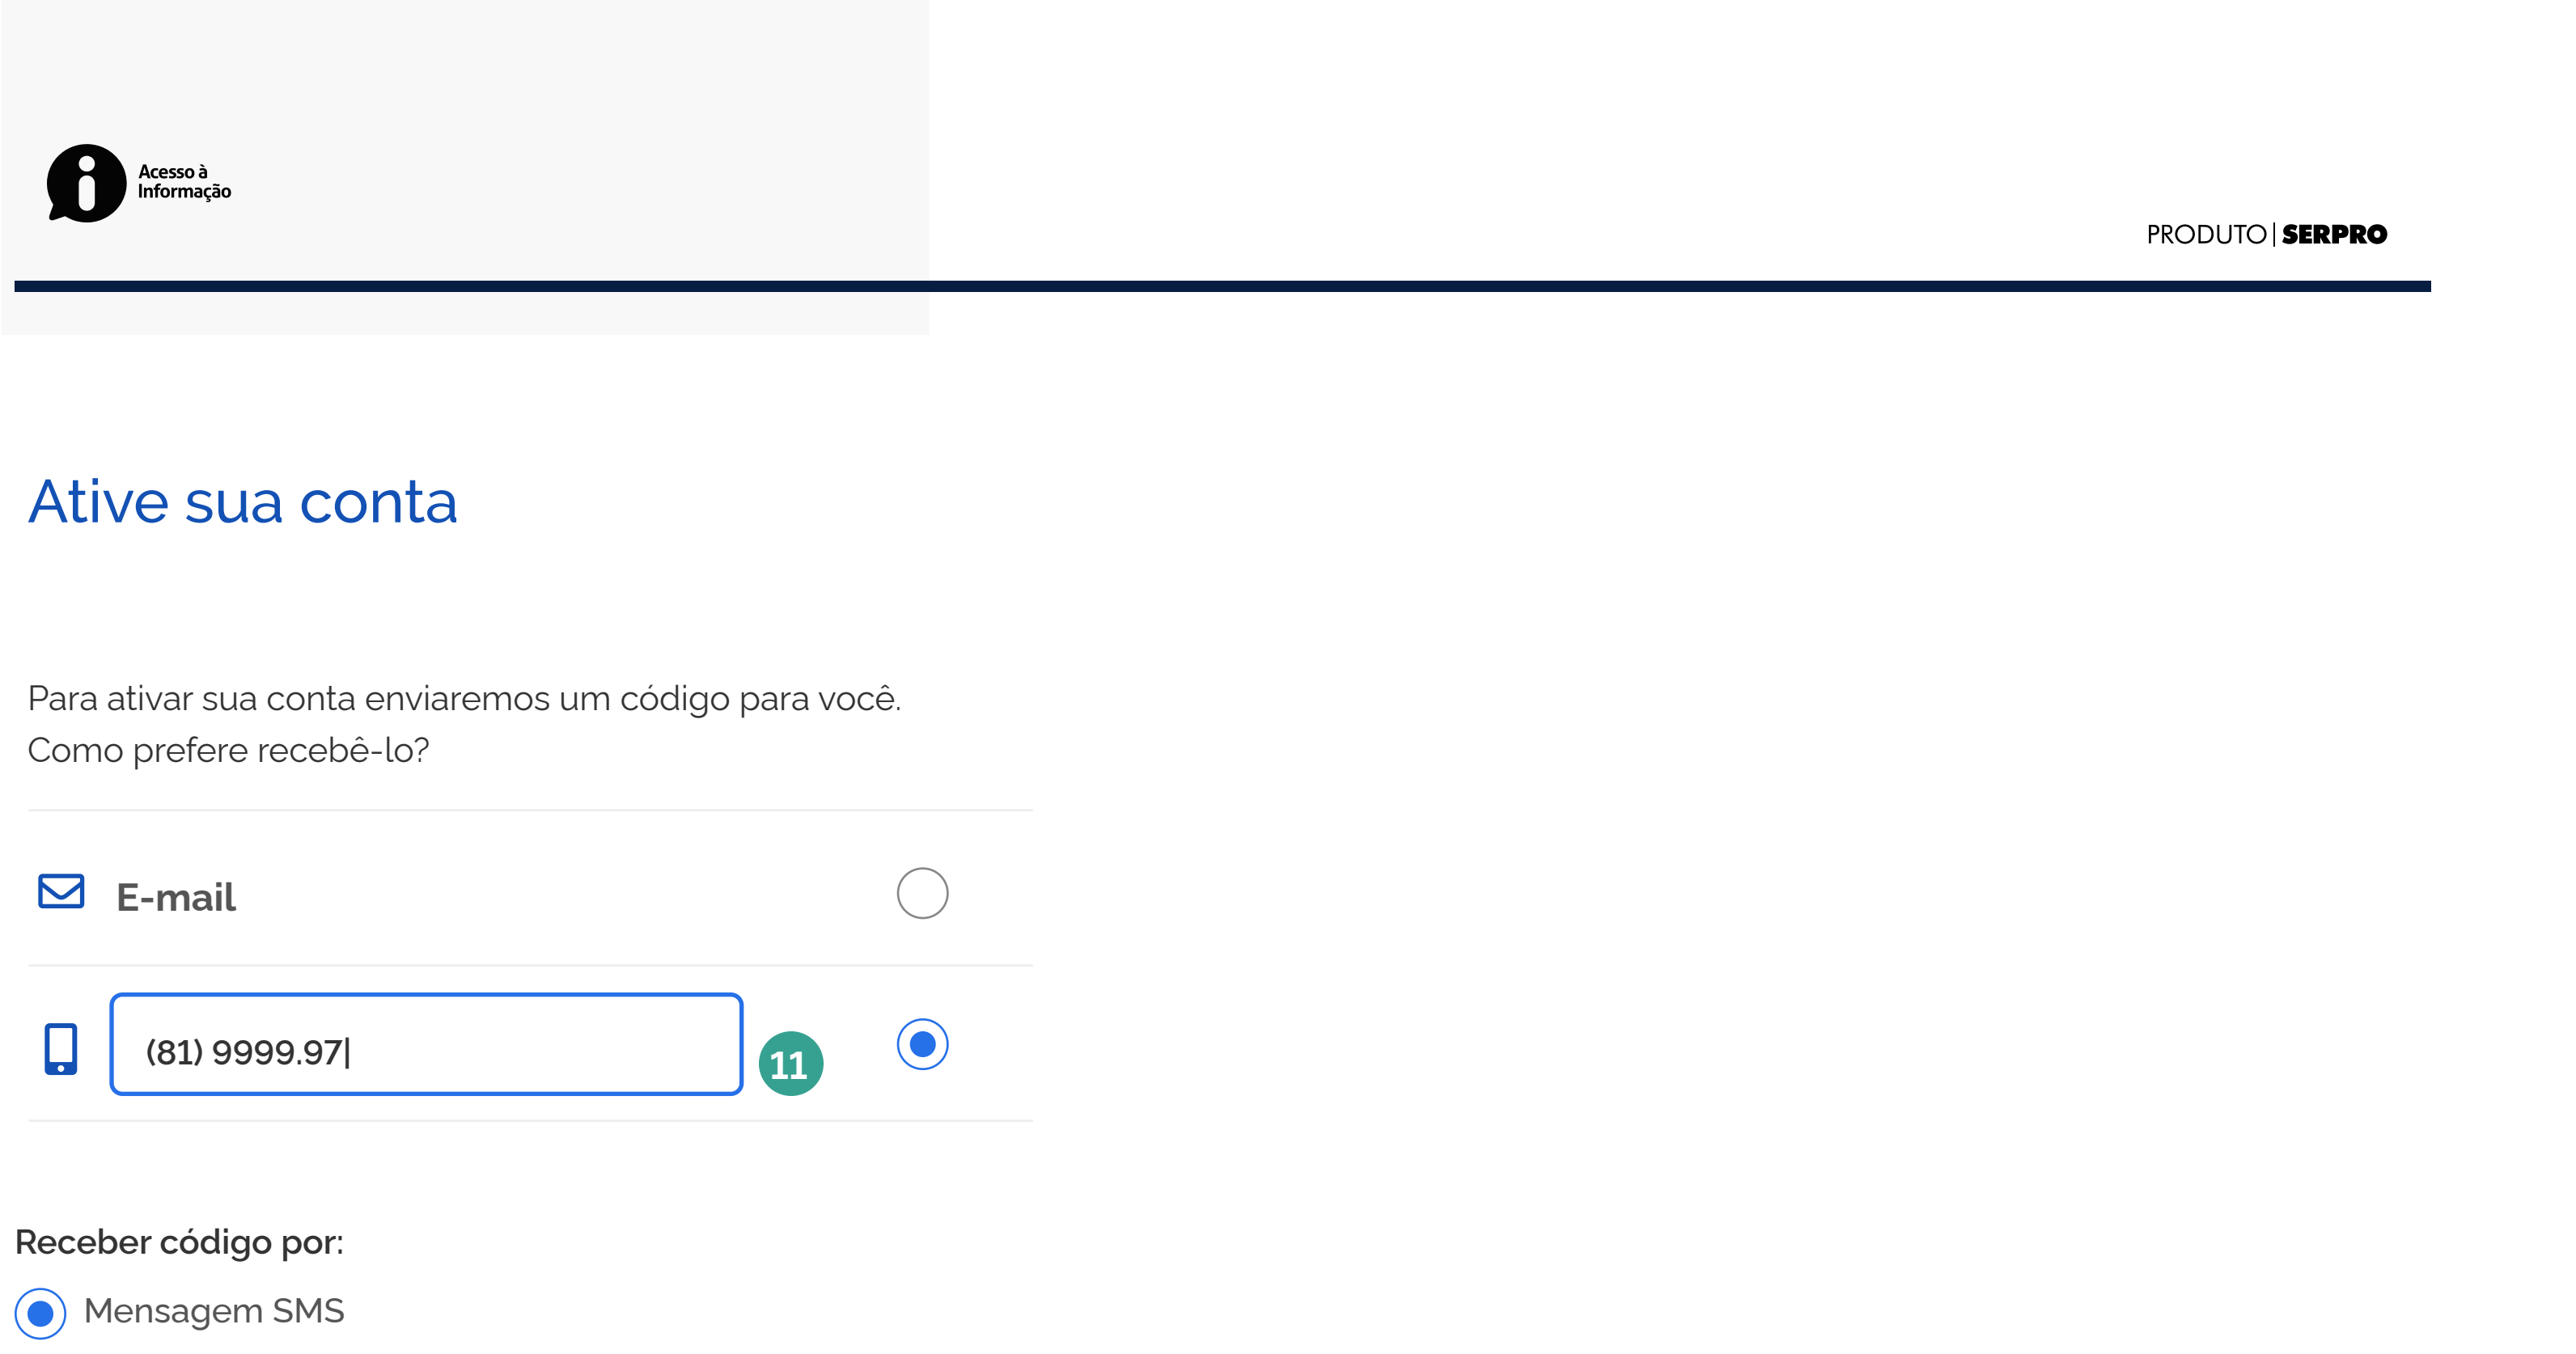 Acesso à
Informação
PRODUTO | SERPRO
Ative sua conta
Para ativar sua conta enviaremos um código para você.
Como prefere recebê-lo?
E-mail
(81) 9999.97|
11
Receber código por:
Mensagem SMS